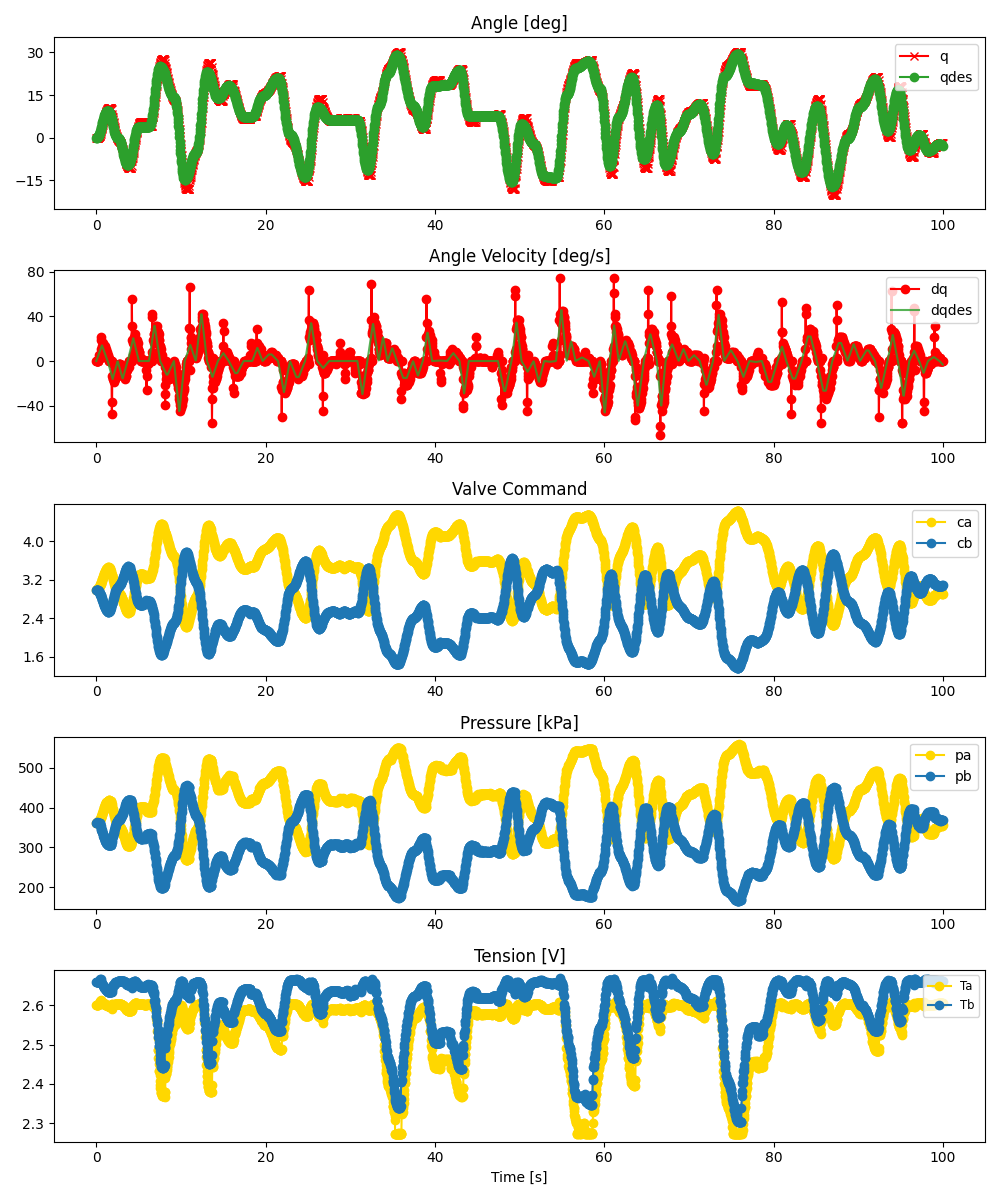 Angle [deg]
30
15
0
−15
q
qdes
0 20 40 60 80 100
Angle Velocity [deg/s]
80
40
0
−40
dq
dqdes
0 20 40 60 80 100
Valve Command
4.0
3.2
2.4
1.6
ca
cb
0 20 40 60 80 100
Pressure [kPa]
500
400
300
200
pa
pb
0 20 40 60 80 100
Tension [V]
2.6
2.5
2.4
2.3
Ta
Tb
0 20 40 60 80 100
Time [s]